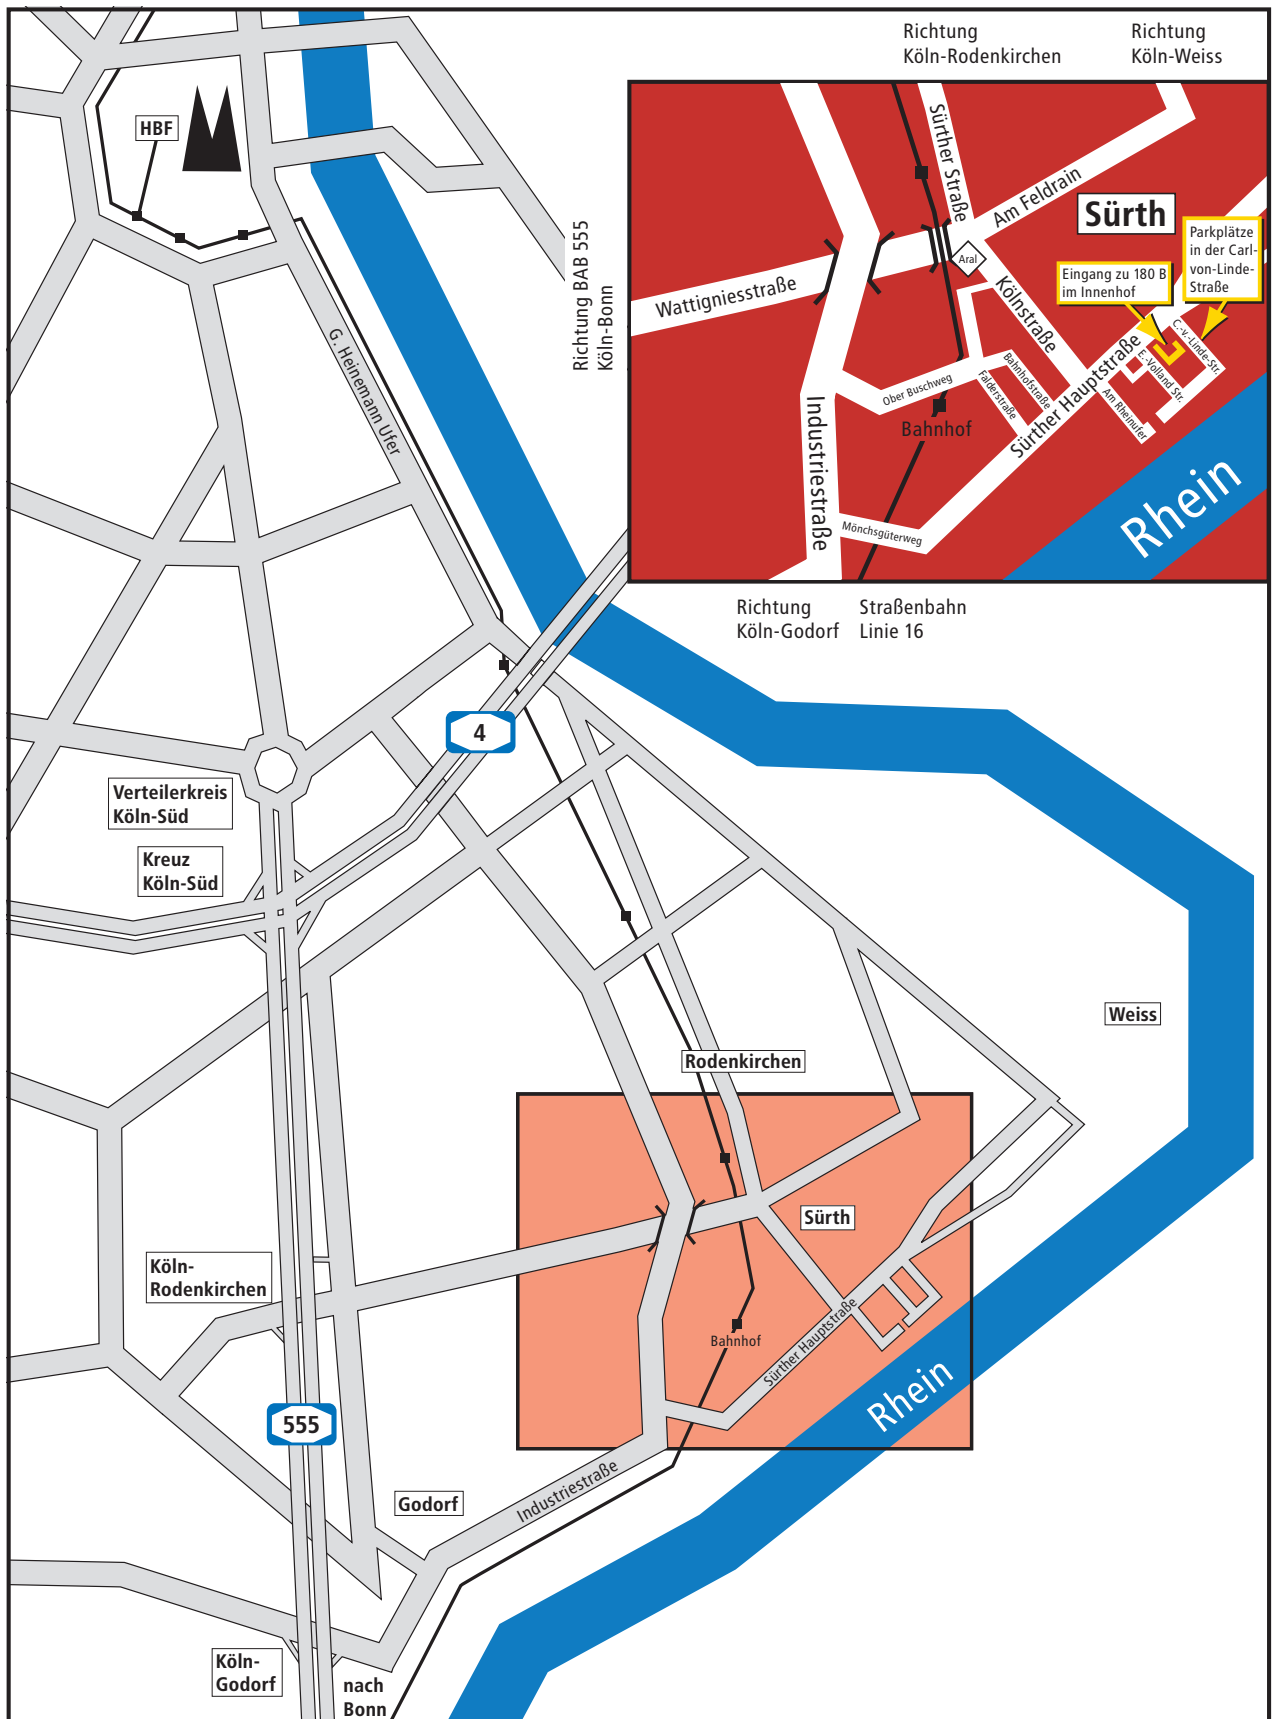 Richtung
Köln-Rodenkirchen
Richtung
Köln-Weiss
HBF
Sürther Straße
Am Feldrain
Sürth
Parkplätze
in der Carl-
von-Linde-
Straße
Eingang zu 180 B
im Innenhof
Aral
Wattigniesstraße
Kölnstraße
C.-v.-Linde-Str.
E.-Volland Str.
Am Rheinufer
Sürther Hauptstraße
Bahnhofstraße
Falderstraße
Ober Buschweg
Bahnhof
Industriestraße
Mönchsgüterweg
Rhein
Richtung BAB 555
Köln-Bonn
G. Heinemann Ufer
Richtung
Köln-Godorf
Straßenbahn
Linie 16
4
Verteilerkreis
Köln-Süd
Kreuz
Köln-Süd
Weiss
Rodenkirchen
Sürth
Köln-
Rodenkirchen
Bahnhof
Sürther Hauptstraße
Rhein
555
Industriestraße
Godorf
Köln-
Godorf
nach
Bonn